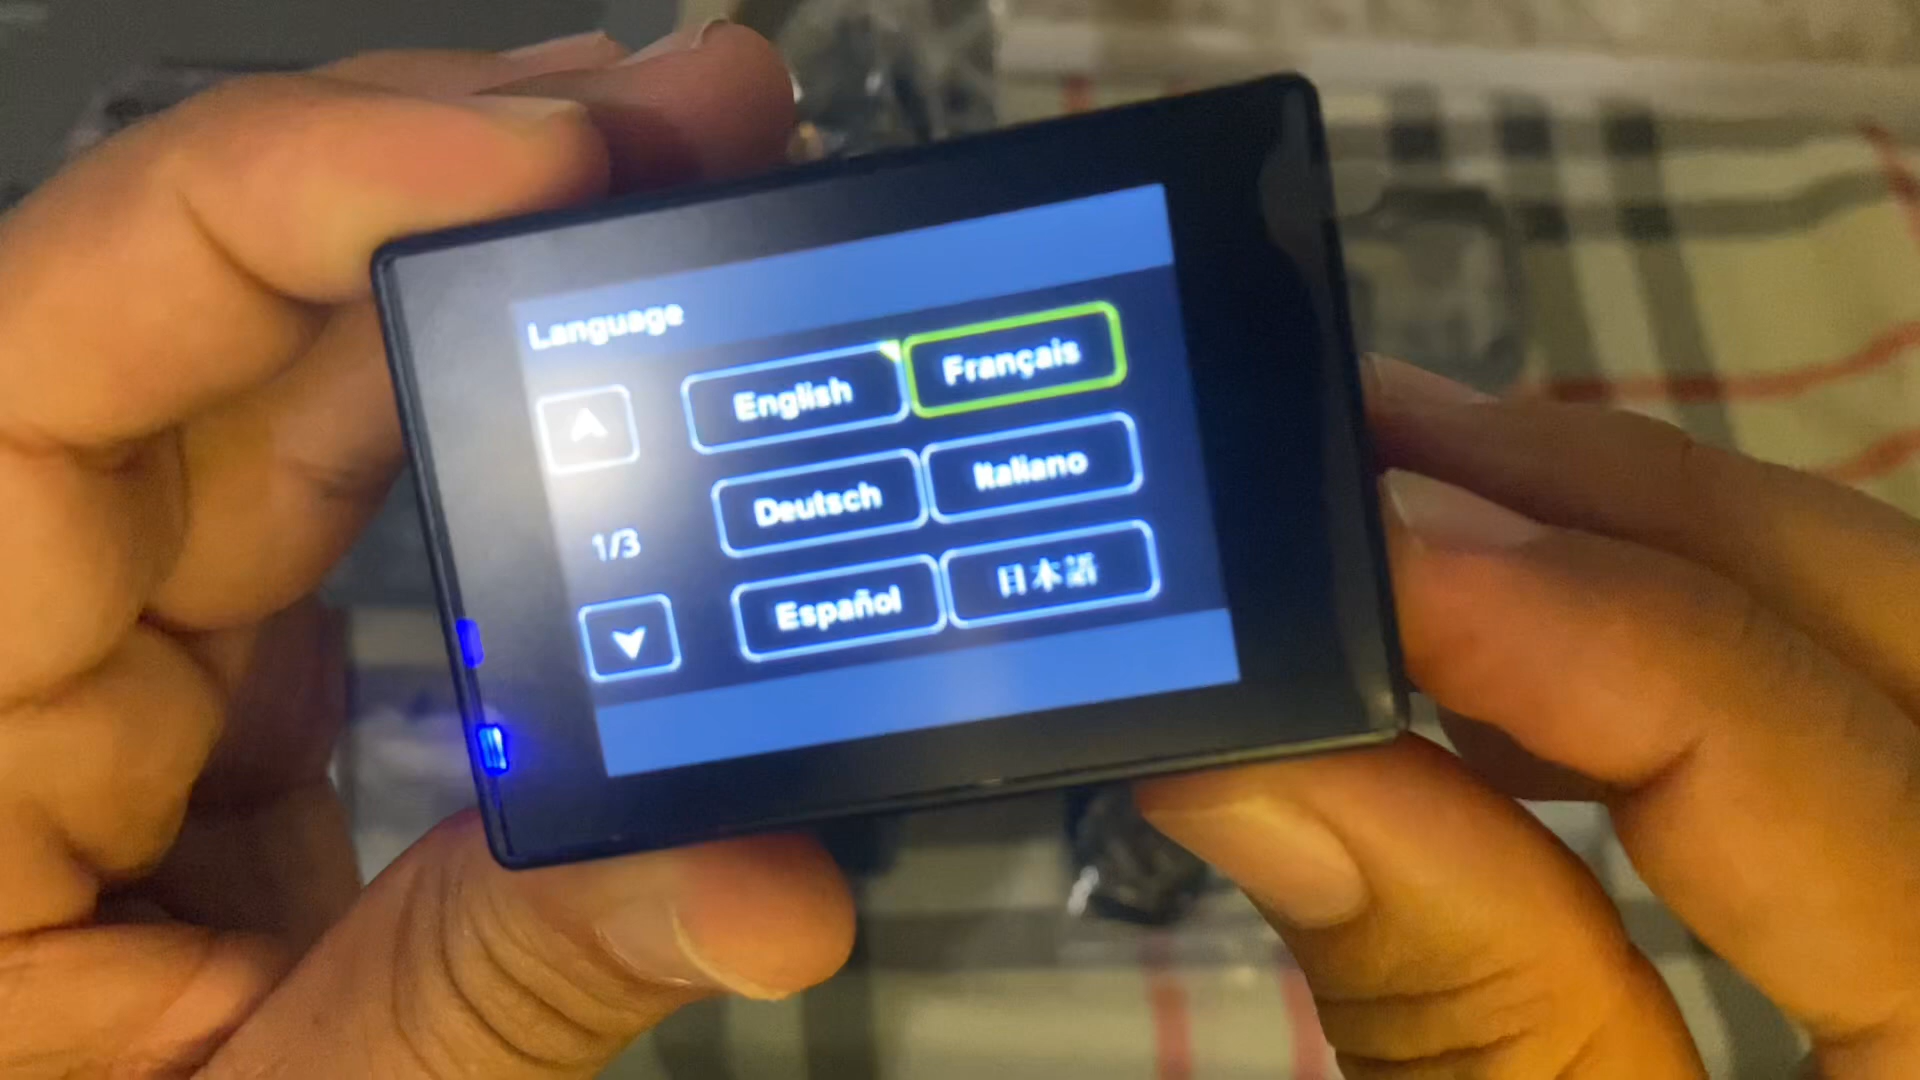 Language
English
Français
Deutsch
Italiano
1/3
Español
日本語